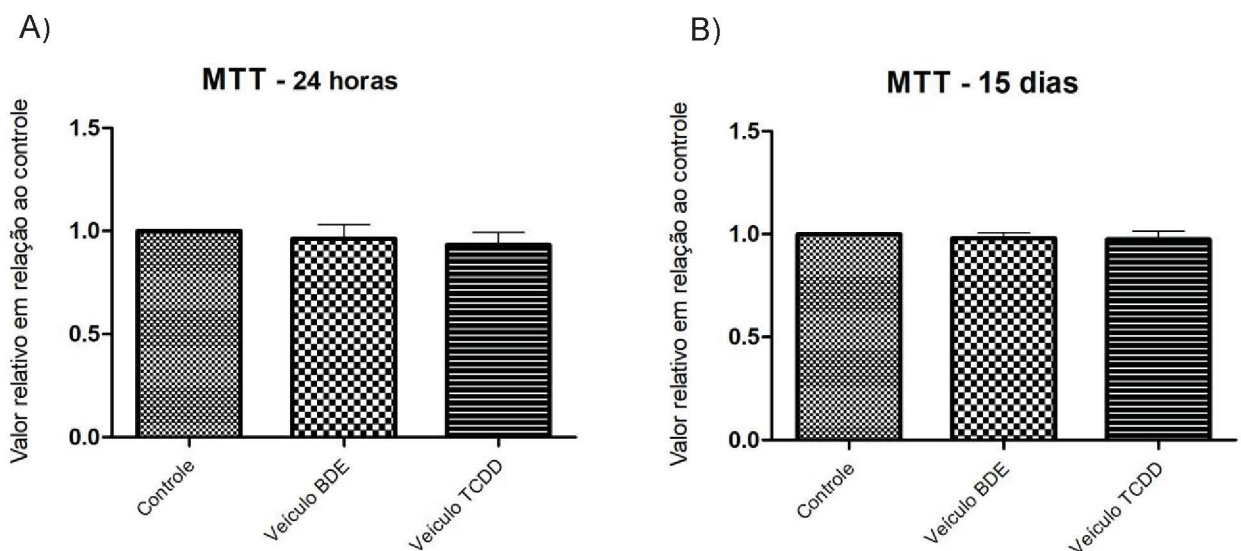 A)
MTT - 24 horas
Valor relativo em relação ao controle
1.5
1.0
0.5
0.0
Controle
Veículo BDE
Veículo TCDD
B)
MTT - 15 dias
Valor relativo em relação ao controle
1.5
1.0
0.5
0.0
Controle
Veículo BDE
Veículo TCDD